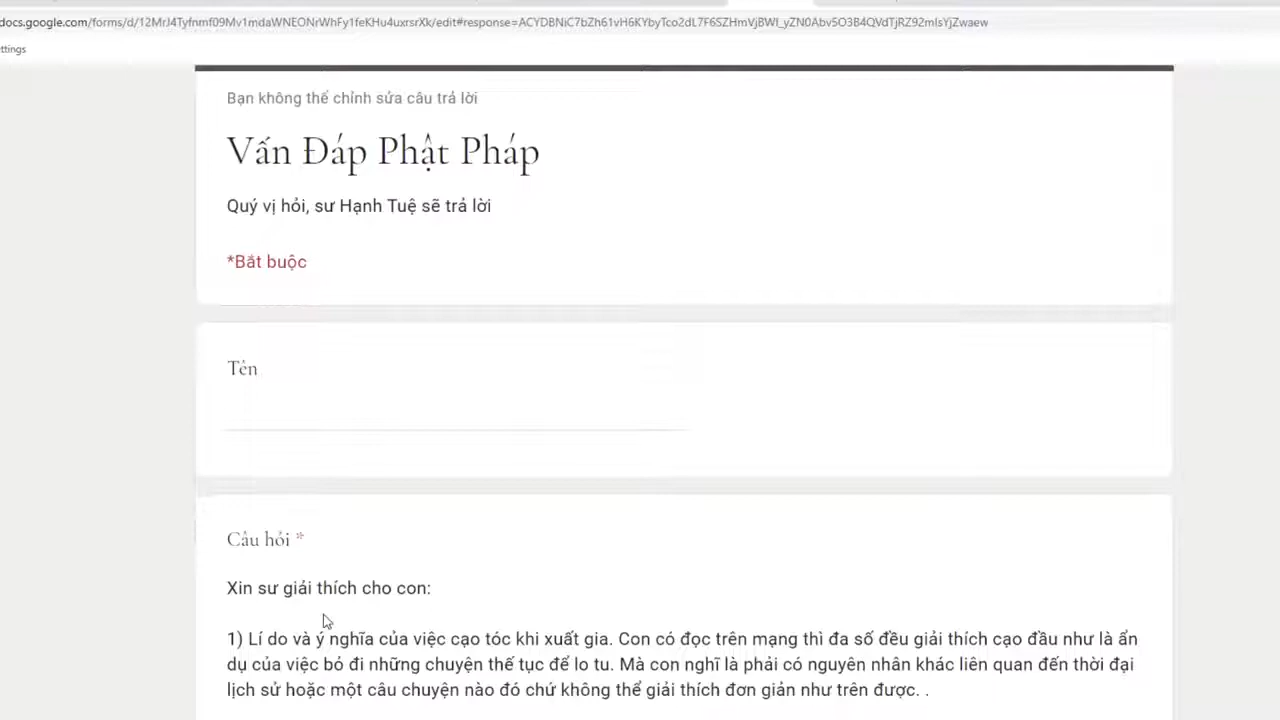 docs.google.com/forms/d/12MrJ4Tyfnmf09Mv1mdaWNEONrWhFy1feKHu4uxrsrXk/edit#response=ACYDBNiC7bZh61vH6KYbyTco2dL7F6SZHmVjBWl_yZN0Abv5O3B4QVdTjRZ92mlsYjZwaew
ettings
Bạn không thể chỉnh sửa câu trả lời
Vấn Đáp Phật Pháp
Quý vị hỏi, sư Hạnh Tuệ sẽ trả lời
*Bắt buộc
Tên
Câu hỏi *
Xin sư giải thích cho con:
1) Lí do và ý nghĩa của việc cạo tóc khi xuất gia. Con có đọc trên mạng thì đa số đều giải thích cạo đầu như là ẩn
dụ của việc bỏ đi những chuyện thế tục để lo tu. Mà con nghĩ là phải có nguyên nhân khác liên quan đến thời đại
lịch sử hoặc một câu chuyện nào đó chứ không thể giải thích đơn giản như trên được. .